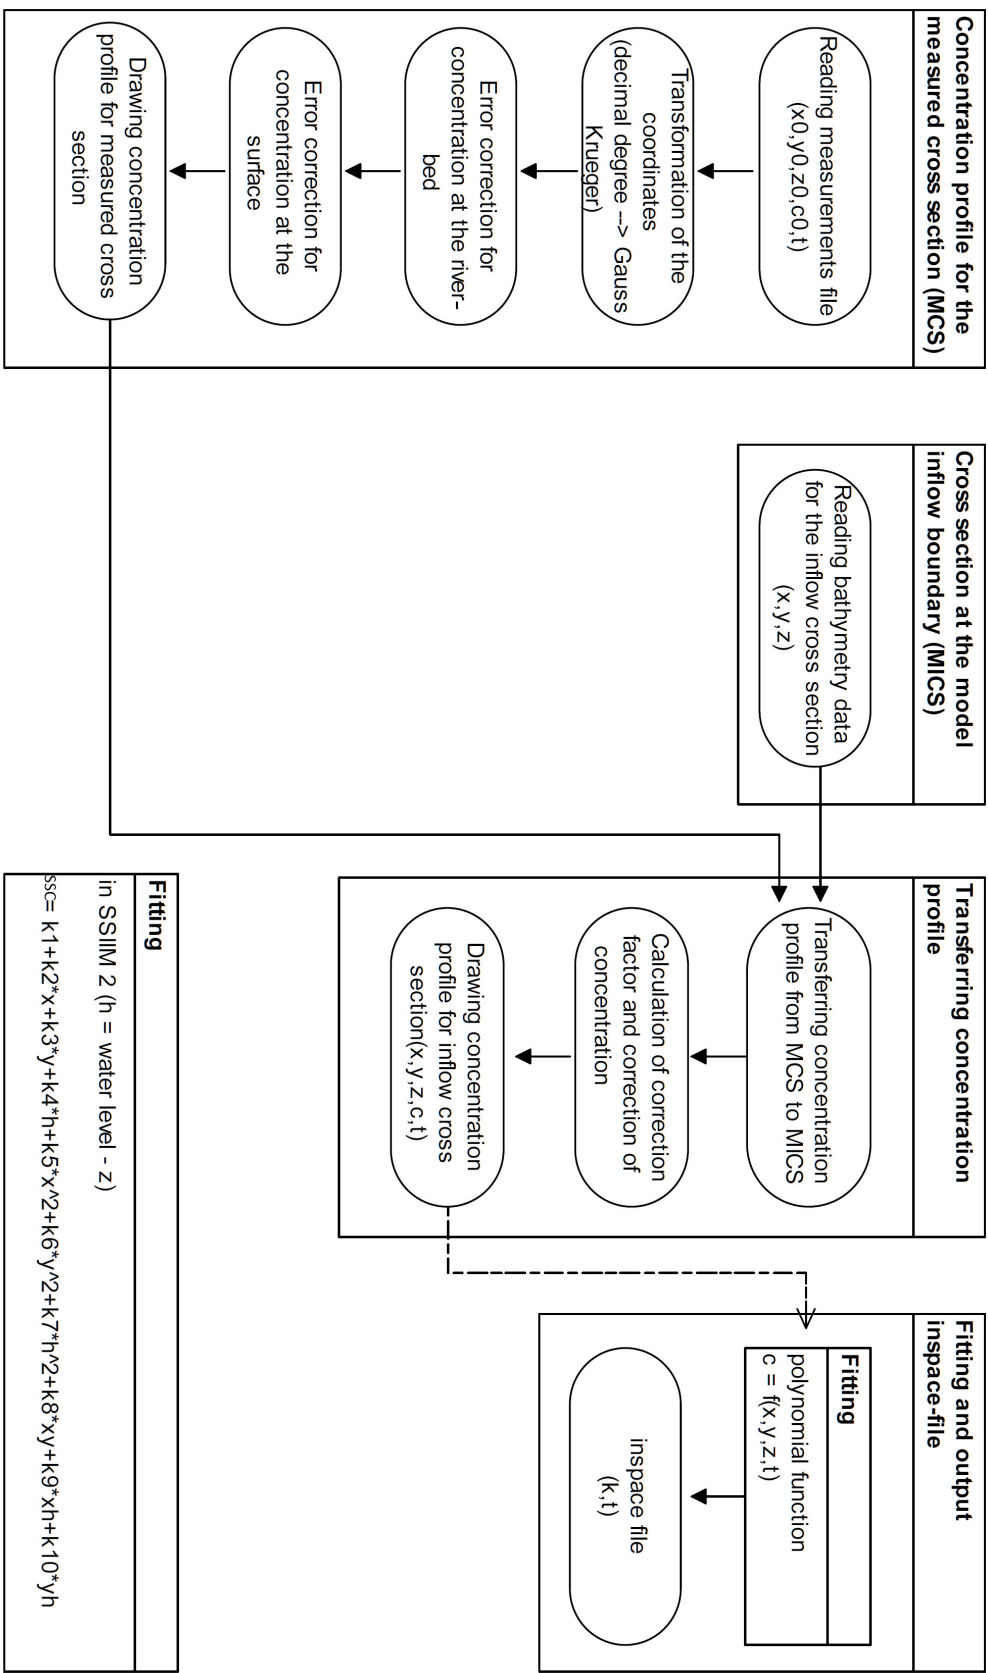 Concentration profile for the
measured cross section (MCS)
Reading measurements file
(x0,y0,z0,c0,t)
Transformation of the
coordinates
(decimal degree --> Gauss
Krueger)
Error correction for
concentration at the river-
bed
Error correction for
concentration at the
surface
Drawing concentration
profile for measured cross
section
Cross section at the model
inflow boundary (MICS)
Reading bathymetry data
for the inflow cross section
(x,y,z)
Transferring concentration
profile
Transferring concentration
profile from MCS to MICS
Calculation of correction
factor and correction of
concentration
Drawing concentration
profile for inflow cross
section(x,y,z,c,t)
Fitting and output
inspace-file
Fitting
polynomial function
c = f(x,y,z,t)
inspace file
(k,t)
Fitting
in SSIIM 2 (h = water level - z)
ssc= k1+k2*x+k3*y+k4*h+k5*x^2+k6*y^2+k7*h^2+k8*xy+k9*xh+k10*yh